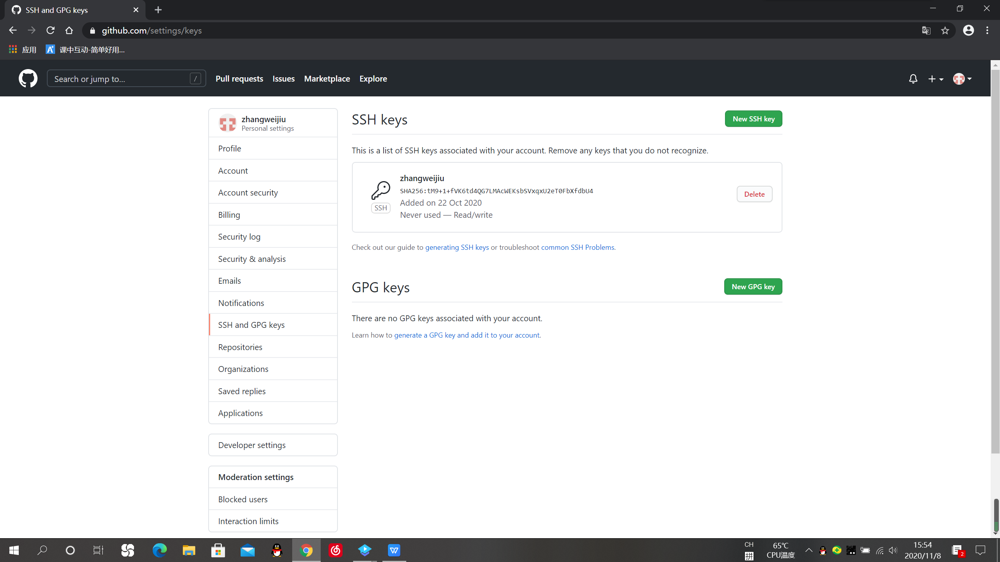 SSH and GPG keys
github.com/settings/keys
应用
课中互动-简单好用...
Search or jump to...
/
Pull requests
Issues
Marketplace
Explore
zhangweijiu
Personal settings
Profile
Account
Account security
Billing
Security log
Security & analysis
Emails
Notifications
SSH and GPG keys
Repositories
Organizations
Saved replies
Applications
Developer settings
Moderation settings
Blocked users
Interaction limits
SSH keys
New SSH key
This is a list of SSH keys associated with your account. Remove any keys that you do not recognize.
zhangweijiu
SHA256:tM9+1+fVK6td4QG7LMAcWEKsbSVxqxU2eT0FbXfdbU4
Added on 22 Oct 2020
Never used — Read/write
SSH
Delete
Check out our guide to generating SSH keys or troubleshoot common SSH Problems.
GPG keys
New GPG key
There are no GPG keys associated with your account.
Learn how to generate a GPG key and add it to your account.
CH
拼
65℃
CPU温度
15:54
2020/11/8
2